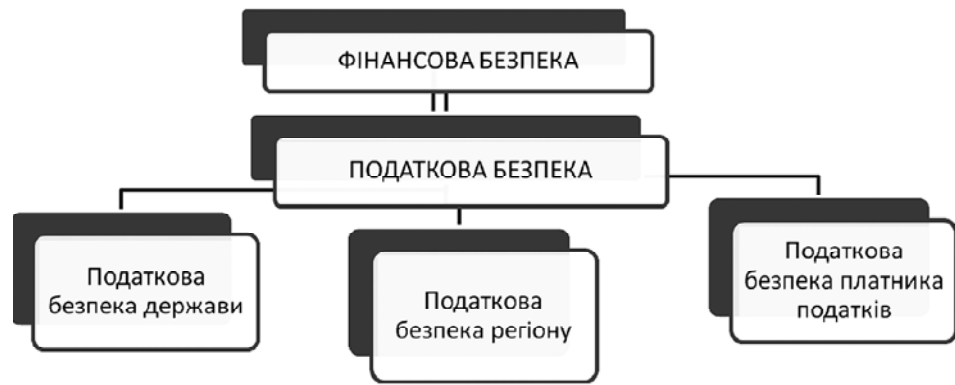 ФІНАНСОВА БЕЗПЕКА
ПОДАТКОВА БЕЗПЕКА
Податкова
безпека держави
Податкова
безпека регіону
Податкова
безпека платника
податків